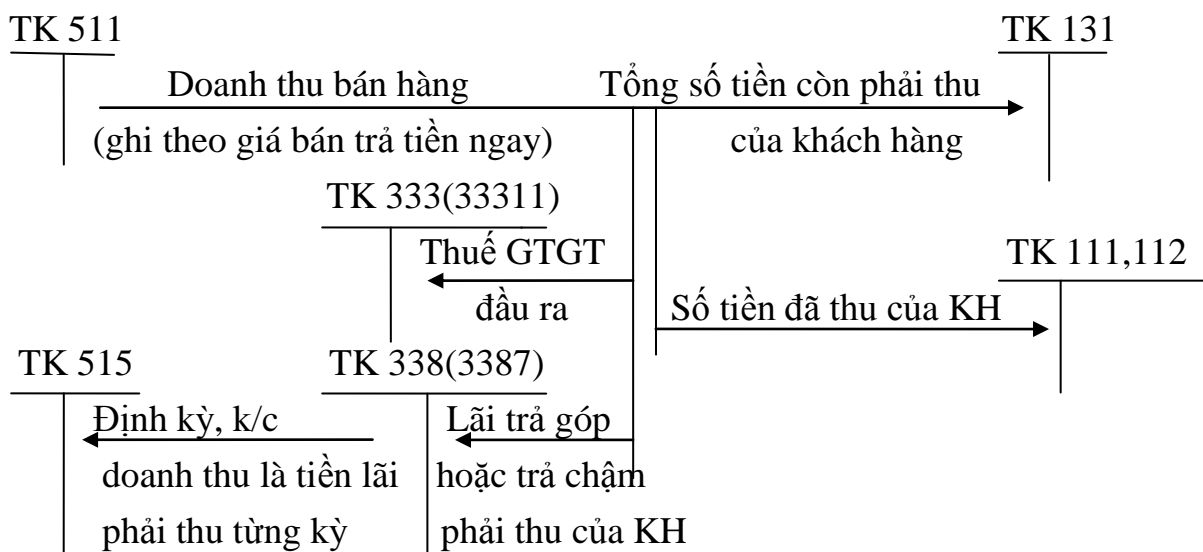 TK 511
TK 131
Doanh thu bán hàng
Tổng số tiền còn phải thu
(ghi theo giá bán trả tiền ngay)
của khách hàng
TK 333(33311)
Thuế GTGT
TK 111,112
đầu ra
Số tiền đã thu của KH
TK 515
TK 338(3387)
Định kỳ, k/c
Lãi trả góp
doanh thu là tiền lãi
hoặc trả chậm
phải thu từng kỳ
phải thu của KH